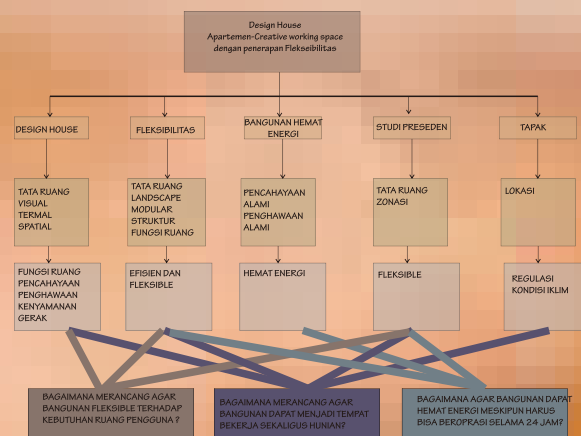 Design House
Apartemen-Creative working space
dengan penerapan Flekseibilitas
DESIGN HOUSE
FLEKSIBILITAS
BANGUNAN HEMAT
ENERGI
STUDI PRESEDEN
TAPAK
TATA RUANG
VISUAL
TERMAL
SPATIAL
TATA RUANG
LANDSCAPE
MODULAR
STRUKTUR
FUNGSI RUANG
PENCAHAYAAN
ALAMI
PENGHAWAAN
ALAMI
TATA RUANG
ZONASI
LOKASI
FUNGSI RUANG
PENCAHAYAAN
PENGHAWAAN
KENYAMANAN
GERAK
EFISIEN DAN
FLEKSIBLE
HEMAT ENERGI
FLEKSIBLE
REGULASI
KONDISI IKLIM
BAGAIMANA MERANCANG AGAR
BANGUNAN FLEKSIBLE TERHADAP
KEBUTUHAN RUANG PENGGUNA ?
BAGAIMANA MERANCANG AGAR
BANGUNAN DAPAT MENJADI TEMPAT
BEKERJA SEKALIGUS HUNIAN?
BAGAIMANA AGAR BANGUNAN DAPAT
HEMAT ENERGI MESKIPUN HARUS
BISA BEROPRASI SELAMA 24 JAM?